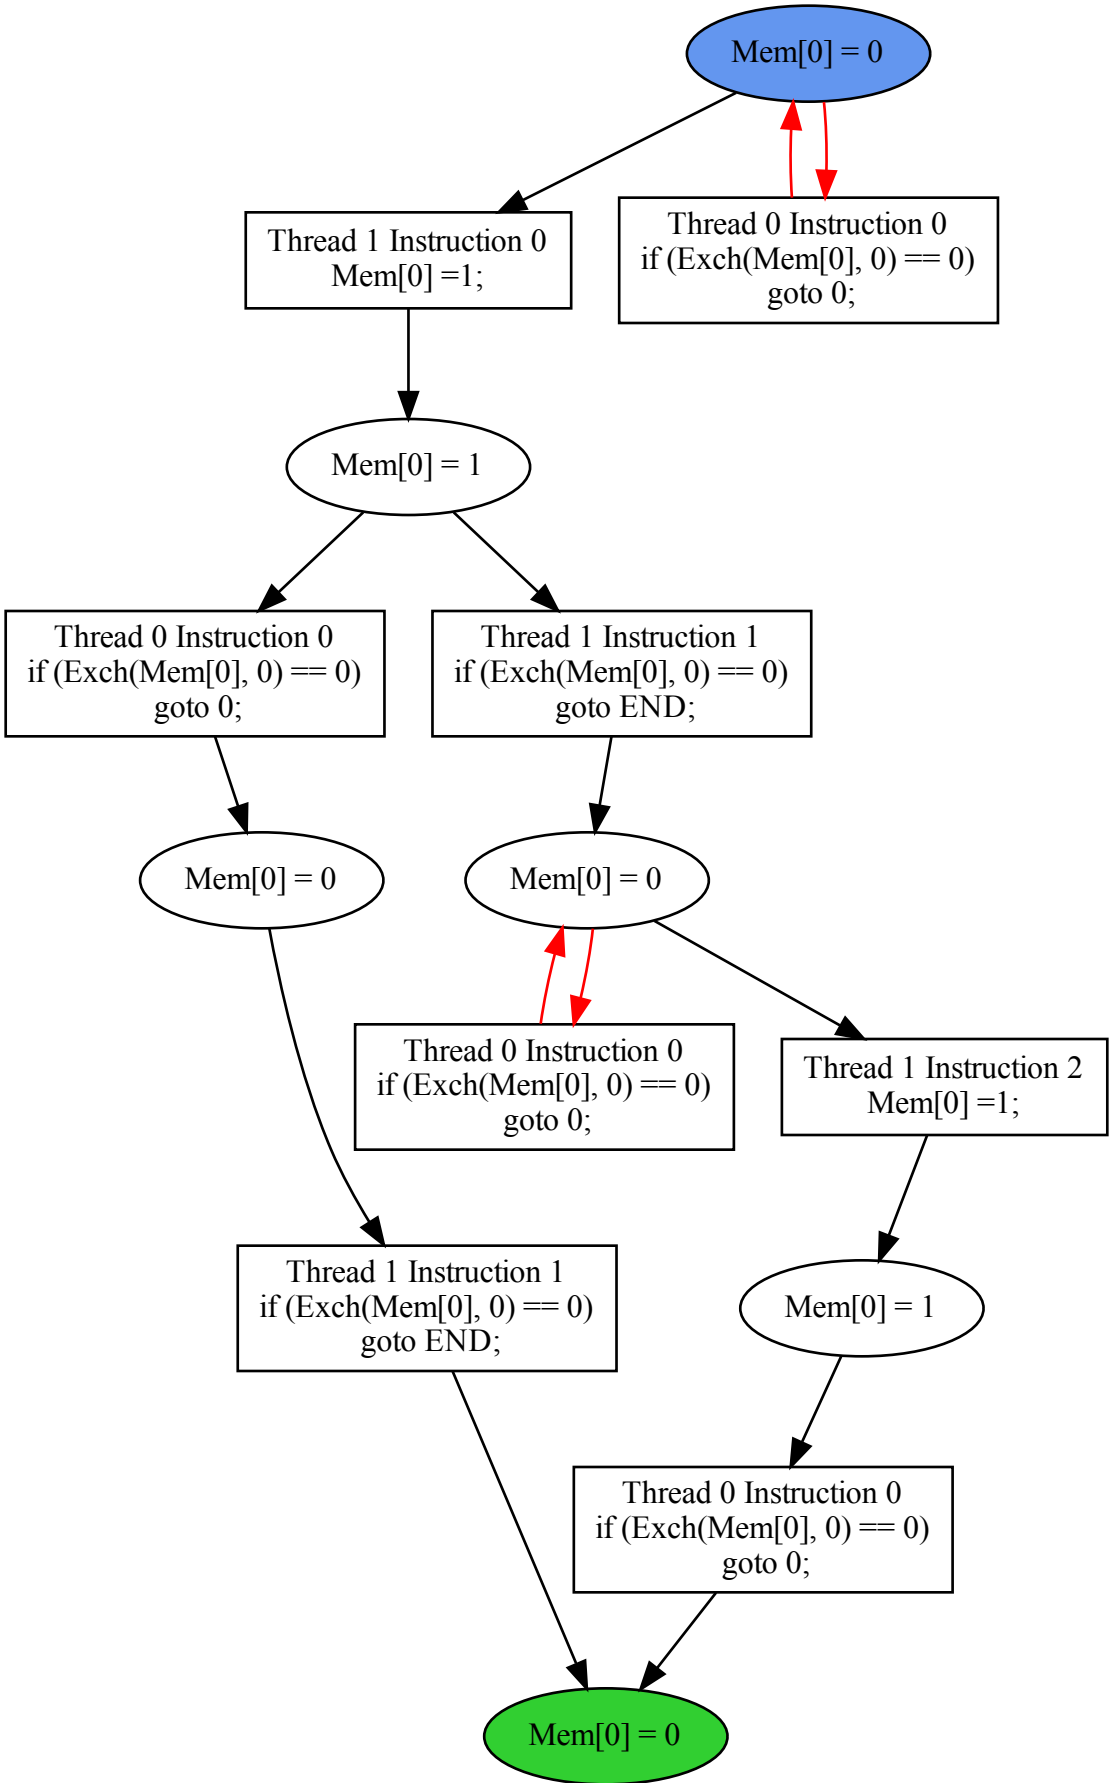 Mem[0] = 0
Thread 1 Instruction 0
Mem[0] =1;
Thread 0 Instruction 0
if (Exch(Mem[0], 0) == 0)
goto 0;
Mem[0] = 1
Thread 0 Instruction 0
if (Exch(Mem[0], 0) == 0)
goto 0;
Thread 1 Instruction 1
if (Exch(Mem[0], 0) == 0)
goto END;
Mem[0] = 0
Mem[0] = 0
Thread 0 Instruction 0
if (Exch(Mem[0], 0) == 0)
goto 0;
Thread 1 Instruction 2
Mem[0] =1;
Thread 1 Instruction 1
if (Exch(Mem[0], 0) == 0)
goto END;
Mem[0] = 1
Thread 0 Instruction 0
if (Exch(Mem[0], 0) == 0)
goto 0;
Mem[0] = 0